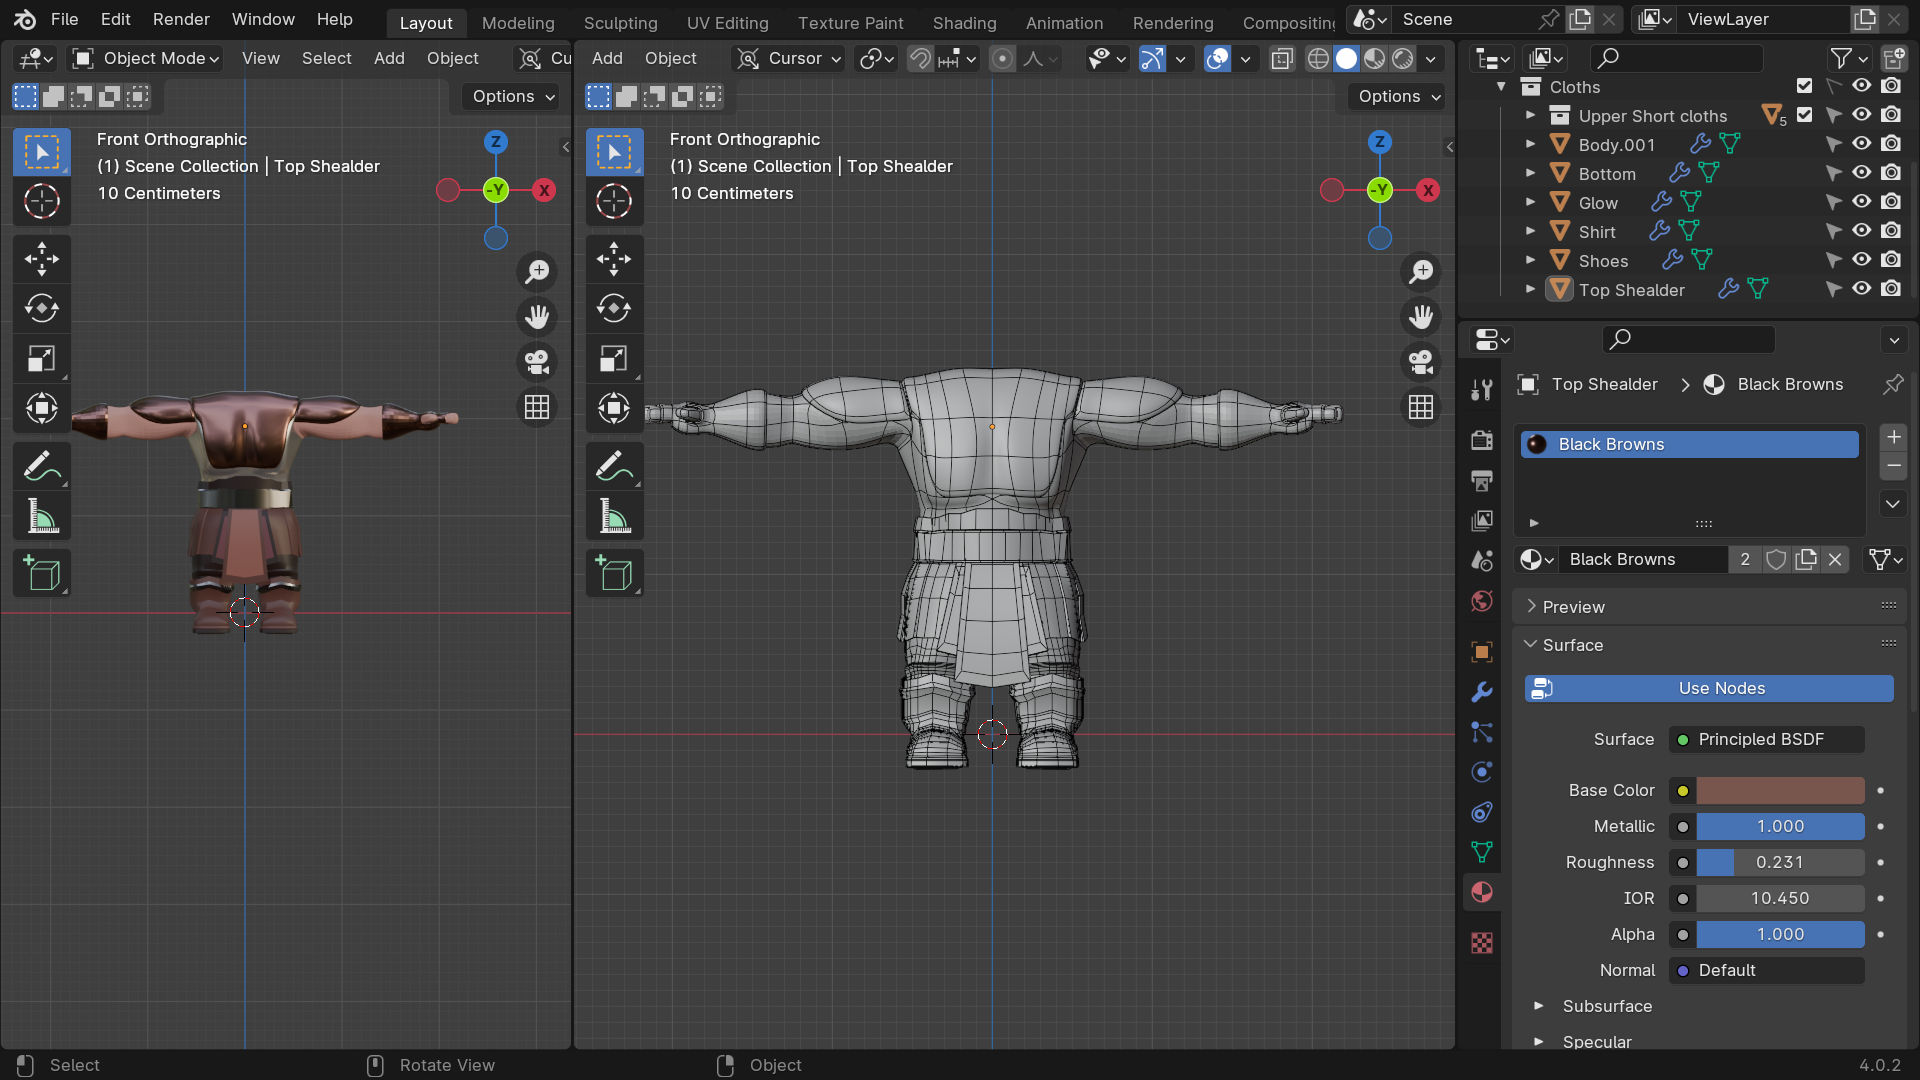 File Edit Render Window Help Layout Modeling Sculpting UV Editing Texture Paint Shading Animation Rendering Compositing Scene ViewLayer
Object Mode View Select Add Object Cu
Add Object Cursor
Options
Options
Front Orthographic
(1) Scene Collection | Top Shealder
10 Centimeters
Z
-Y
X
Front Orthographic
(1) Scene Collection | Top Shealder
10 Centimeters
Z
-Y
X
Cloths
Upper Short cloths 5
Body.001
Bottom
Glow
Shirt
Shoes
Top Shealder
Top Shealder > Black Browns
Black Browns
Black Browns 2
Preview
Surface
Use Nodes
Surface Principled BSDF
Base Color
Metallic 1.000
Roughness 0.231
IOR 10.450
Alpha 1.000
Normal Default
Subsurface
Specular
Select Rotate View Object 4.0.2